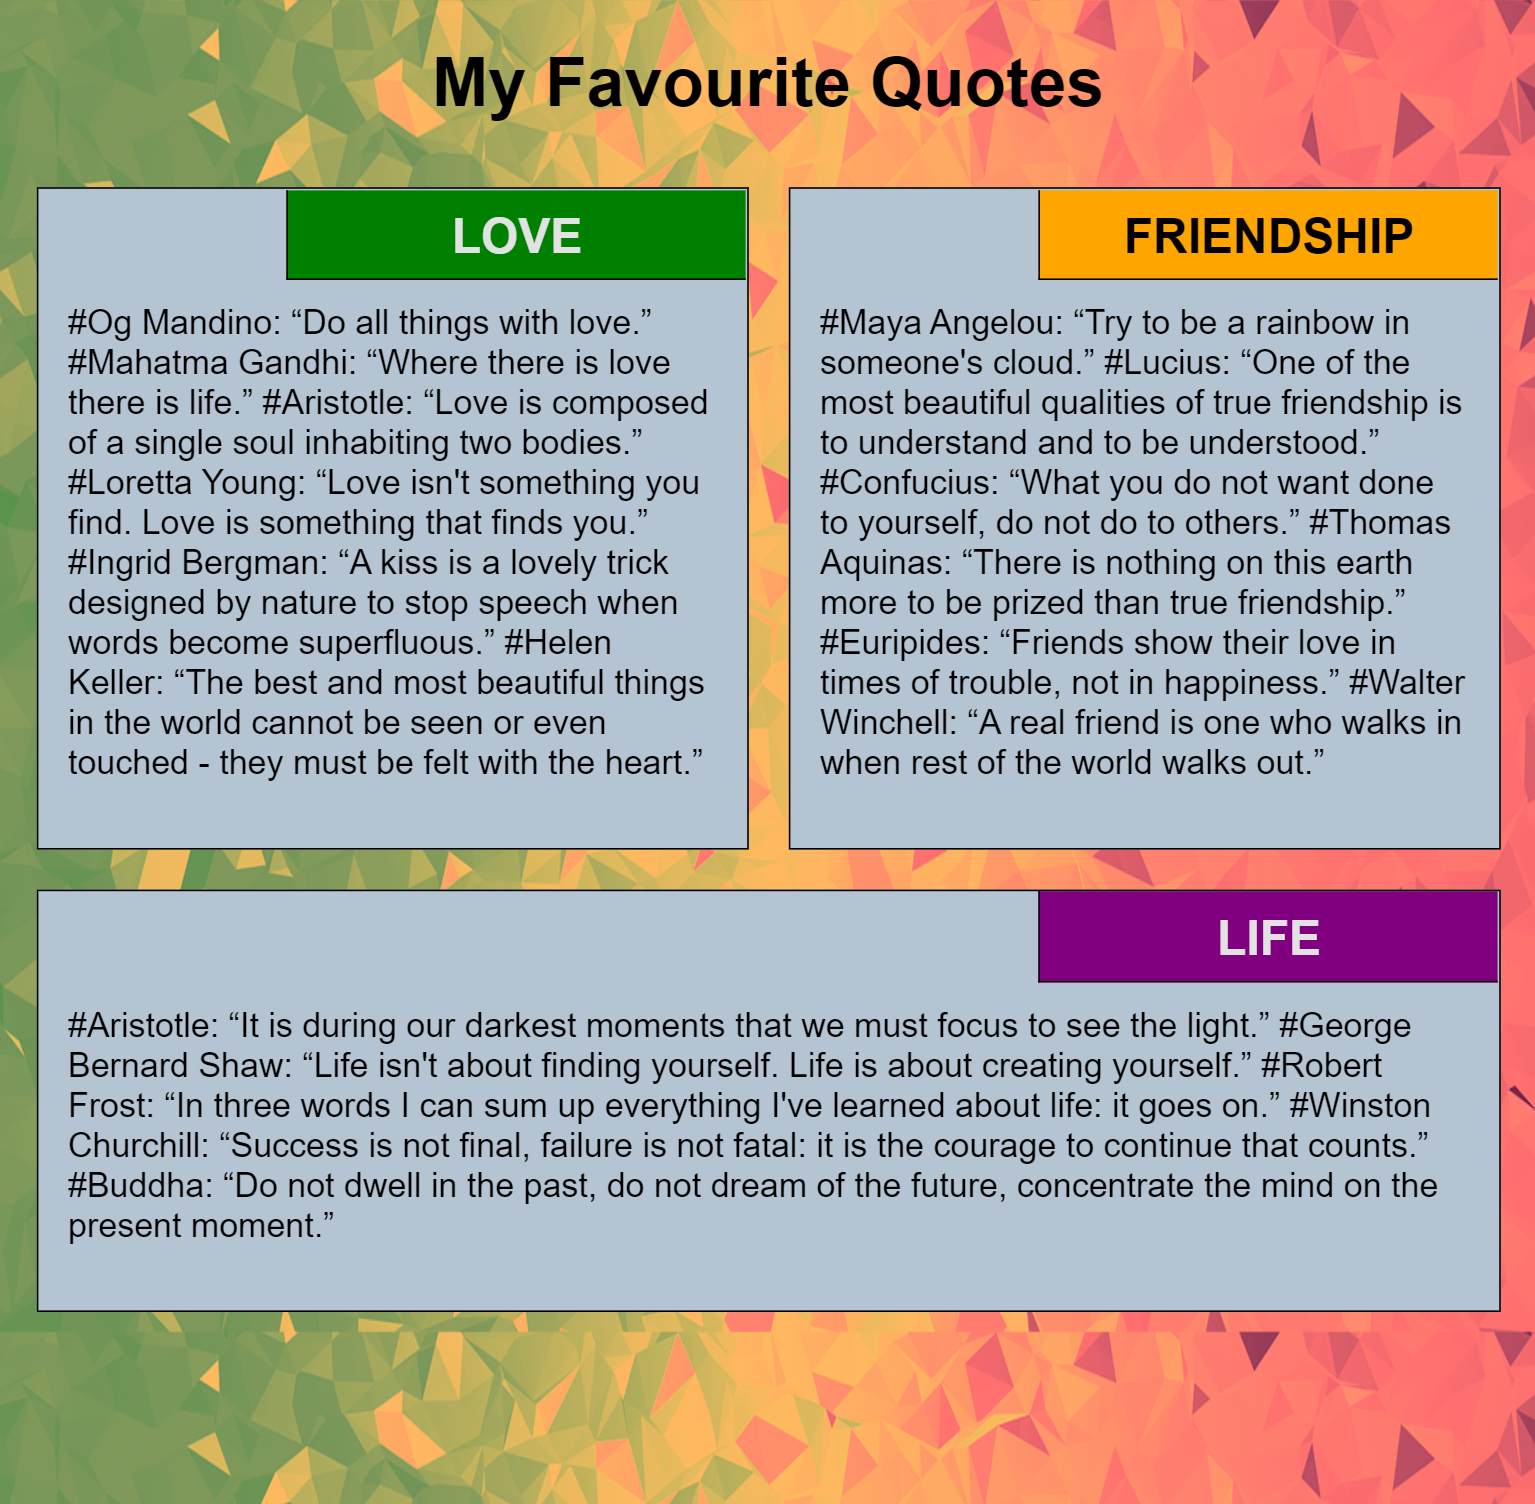 My Favourite Quotes
LOVE
#Og Mandino: “Do all things with love.”
#Mahatma Gandhi: “Where there is love
there is life.” #Aristotle: “Love is composed
of a single soul inhabiting two bodies.”
#Loretta Young: “Love isn't something you
find. Love is something that finds you.”
#Ingrid Bergman: “A kiss is a lovely trick
designed by nature to stop speech when
words become superfluous.” #Helen
Keller: “The best and most beautiful things
in the world cannot be seen or even
touched - they must be felt with the heart.”
FRIENDSHIP
#Maya Angelou: “Try to be a rainbow in
someone's cloud.” #Lucius: “One of the
most beautiful qualities of true friendship is
to understand and to be understood.”
#Confucius: “What you do not want done
to yourself, do not do to others.” #Thomas
Aquinas: “There is nothing on this earth
more to be prized than true friendship.”
#Euripides: “Friends show their love in
times of trouble, not in happiness.” #Walter
Winchell: “A real friend is one who walks in
when rest of the world walks out.”
LIFE
#Aristotle: “It is during our darkest moments that we must focus to see the light.” #George
Bernard Shaw: “Life isn't about finding yourself. Life is about creating yourself.” #Robert
Frost: “In three words I can sum up everything I've learned about life: it goes on.” #Winston
Churchill: “Success is not final, failure is not fatal: it is the courage to continue that counts.”
#Buddha: “Do not dwell in the past, do not dream of the future, concentrate the mind on the
present moment.”